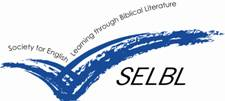 Society for English Learning through Biblical Literature
SELBL